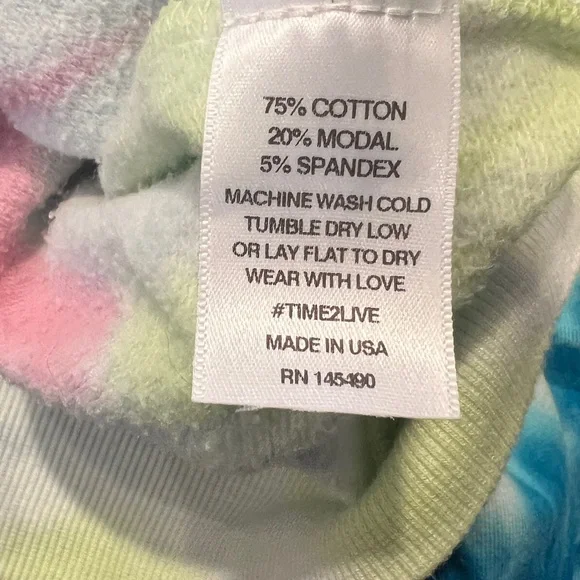 75% COTTON
20% MODAL
5% SPANDEX
MACHINE WASH COLD
TUMBLE DRY LOW
OR LAY FLAT TO DRY
WEAR WITH LOVE
#TIME2LIVE
MADE IN USA
RN 145490